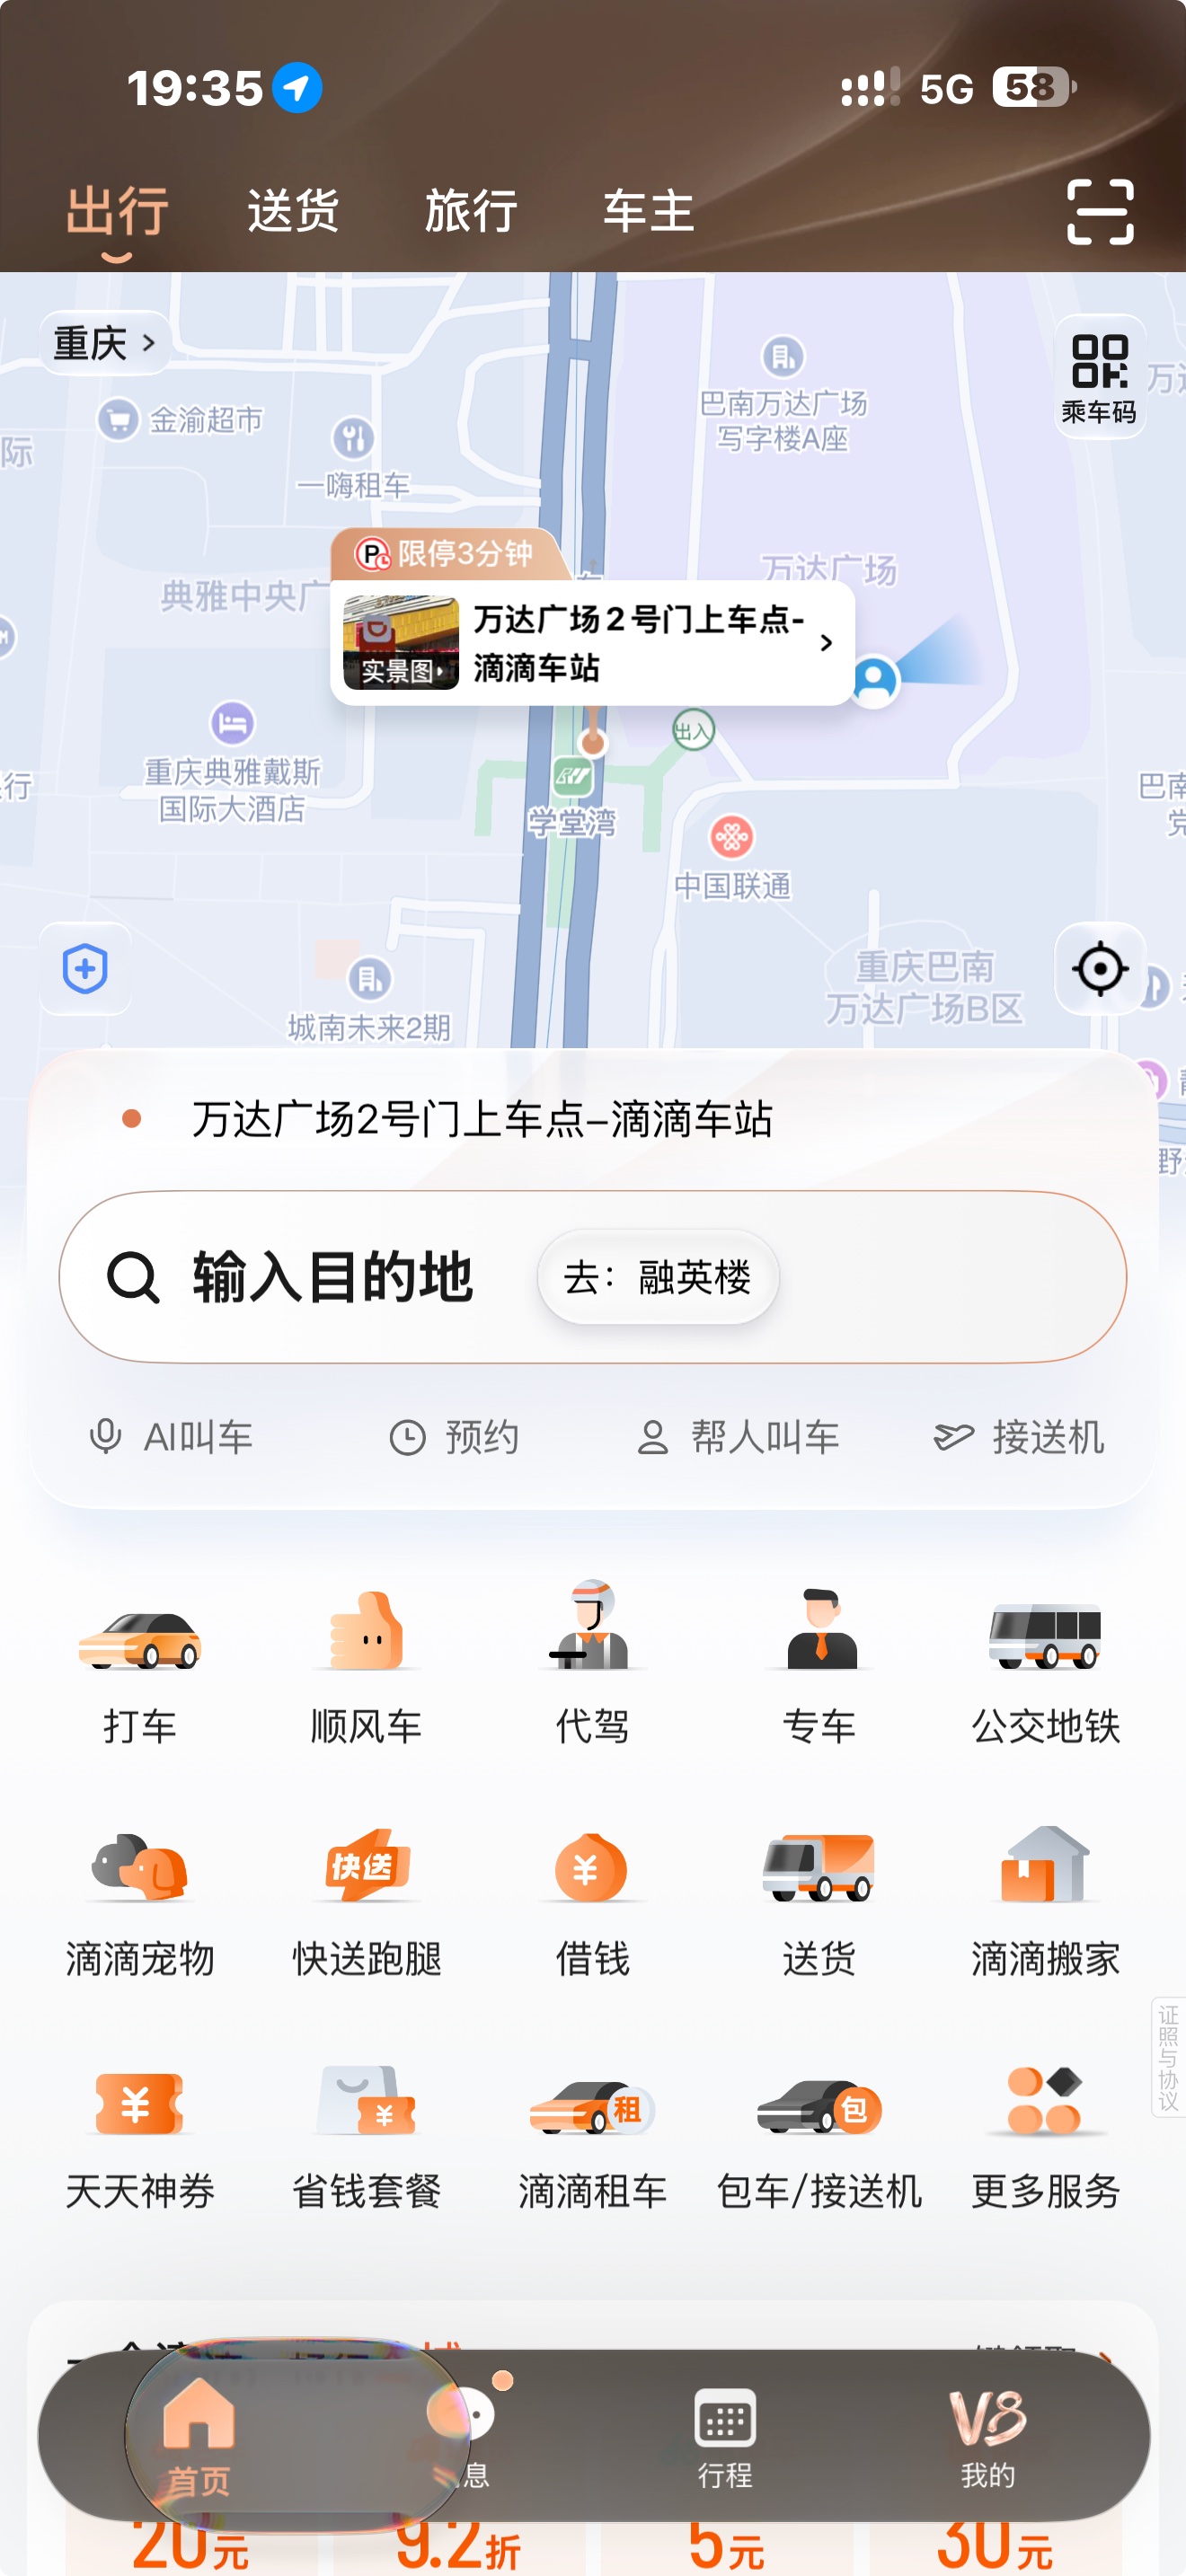 19:35
5G
58
出行
送货
旅行
车主
重庆
乘车码
金渝超市
一嗨租车
巴南万达广场
写字楼A座
际
典雅中央广
万达广场
P
限停3分钟
万达广场2号门上车点-
滴滴车站
实景图
出入
重庆典雅戴斯
国际大酒店
学堂湾
行
巴南
党
中国联通
重庆巴南
万达广场B区
城南未来2期
野
万达广场2号门上车点-滴滴车站
输入目的地
去：融英楼
AI叫车
预约
帮人叫车
接送机
打车
顺风车
代驾
专车
公交地铁
快送
¥
滴滴宠物
快送跑腿
借钱
送货
滴滴搬家
证照与协议
¥
¥
租
包
天天神券
省钱套餐
滴滴租车
包车/接送机
更多服务
首页
息
行程
V8
我的
20元
9.2折
5元
30元